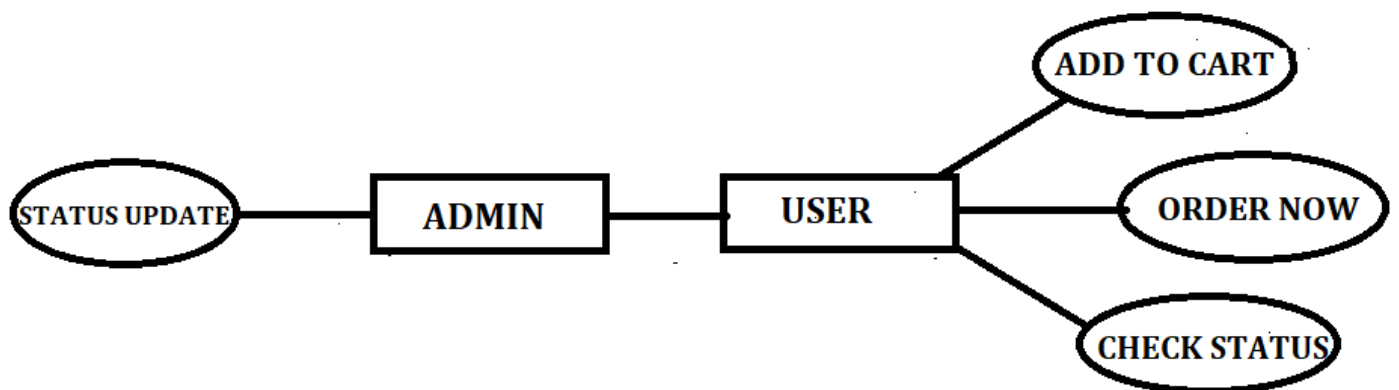 ADD TO CART
STATUS UPDATE
ADMIN
USER
ORDER NOW
CHECK STATUS